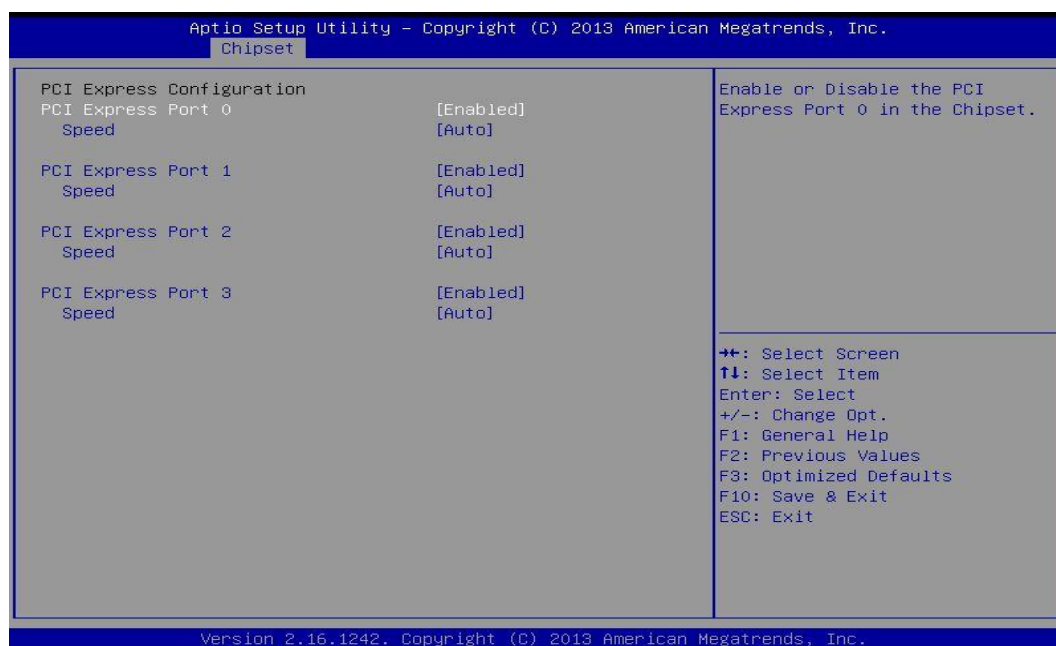 Aptio Setup Utility – Copyright (C) 2013 American Megatrends, Inc.
Chipset
PCI Express Configuration
PCI Express Port 0 [Enabled]
Speed [Auto]
PCI Express Port 1 [Enabled]
Speed [Auto]
PCI Express Port 2 [Enabled]
Speed [Auto]
PCI Express Port 3 [Enabled]
Speed [Auto]
Enable or Disable the PCI
Express Port 0 in the Chipset.
→←: Select Screen
↑↓: Select Item
Enter: Select
+/-: Change Opt.
F1: General Help
F2: Previous Values
F3: Optimized Defaults
F10: Save & Exit
ESC: Exit
Version 2.16.1242. Copyright (C) 2013 American Megatrends, Inc.